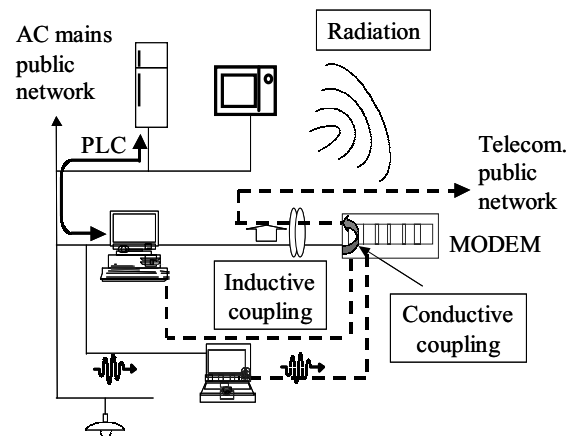 AC mains
public
network
Radiation
PLC
Telecom.
public
network
MODEM
Inductive
coupling
Conductive
coupling